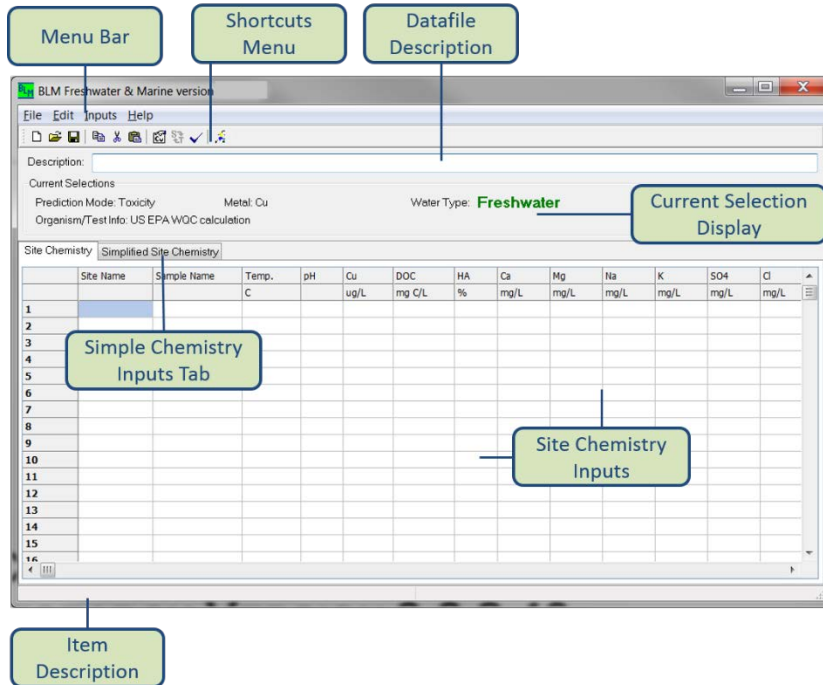 Menu Bar
Shortcuts
Menu
Datafile
Description
BLM Freshwater & Marine version
File Edit Inputs Help
Description:
Current Selections
Prediction Mode: Toxicity Metal: Cu Water Type: Freshwater
Organism/Test Info: US EPA WQC calculation
Current Selection
Display
Site Chemistry Simplified Site Chemistry
Site Name Sample Name Temp. pH Cu DOC HA Ca Mg Na K SO4 Cl
C ug/L mg C/L % mg/L mg/L mg/L mg/L mg/L mg/L
1
2
3
4
5
6
7
8
9
10
11
12
13
14
15
16
Simple Chemistry
Inputs Tab
Site Chemistry
Inputs
Item
Description